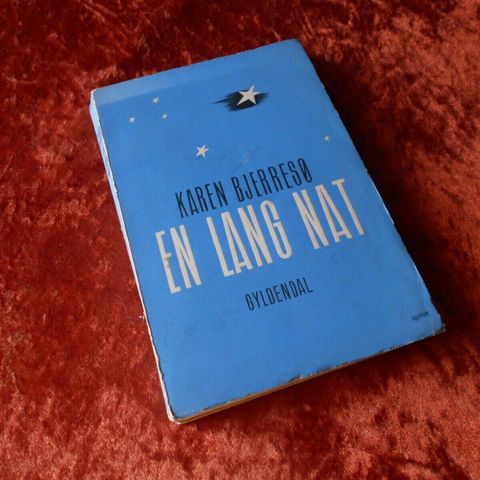 KAREN BJERRESØ
EN LANG NAT
GYLDENDAL